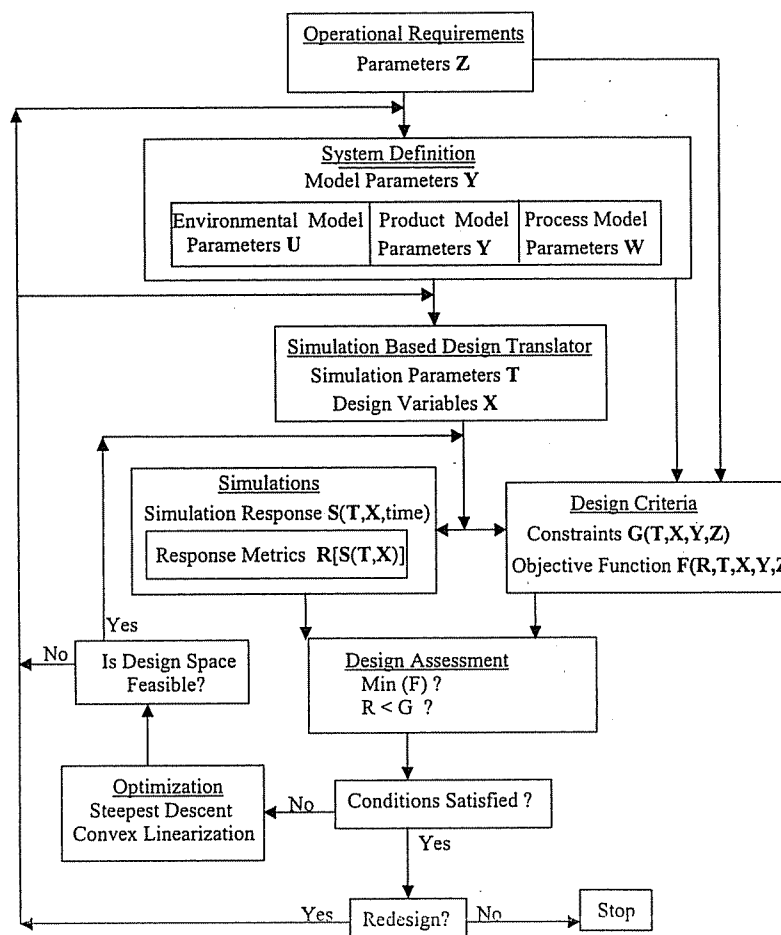 Operational Requirements
Parameters Z
System Definition
Model Parameters Y
Environmental Model
Parameters U
Product Model
Parameters Y
Process Model
Parameters W
Simulation Based Design Translator
Simulation Parameters T
Design Variables X
Simulations
Simulation Response S(T,X,time)
Response Metrics R[S(T,X)]
Design Criteria
Constraints G(T,X,Y,Z)
Objective Function F(R,T,X,Y,Z
Yes
No
Is Design Space
Feasible?
Design Assessment
Min (F) ?
R < G ?
Optimization
Steepest Descent
Convex Linearization
No
Conditions Satisfied ?
Yes
Yes
Redesign?
No
Stop